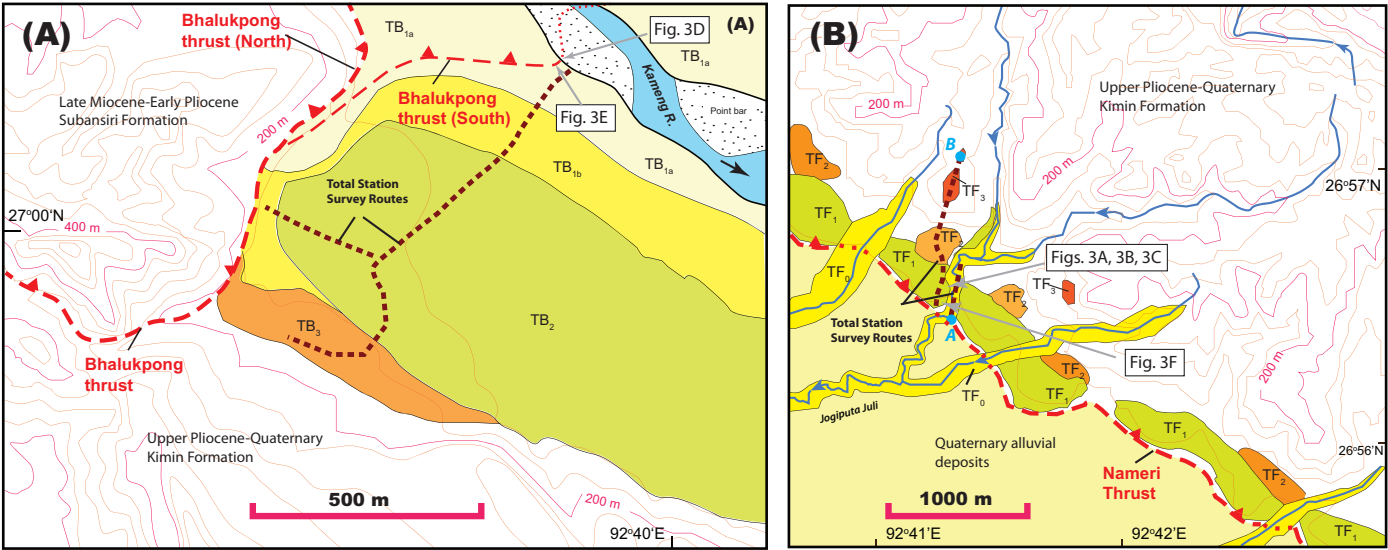 (A)
Bhalukpong
thrust (North)
TB1a
(A)
Fig. 3D
TB1a
Kameng R.
Late Miocene-Early Pliocene
Subansiri Formation
200 m
Bhalukpong
thrust (South)
Fig. 3E
Point bar
TB1b
TB1a
Total Station
Survey Routes
27°00'N
400 m
TB2
TB3
Bhalukpong
thrust
Upper Pliocene-Quaternary
Kimin Formation
500 m
200 m
92°40'E
(B)
200 m
Upper Pliocene-Quaternary
Kimin Formation
B
TF2
200 m
26°57'N
TF3
TF1
TF2
TF1
Figs. 3A, 3B, 3C
TF0
TF3
TF2
Total Station
Survey Routes
A
Fig. 3F
TF2
200 m
TF0
TF1
Jogiputa Juli
TF1
Quaternary alluvial
deposits
26°56'N
Nameri
Thrust
TF2
1000 m
TF1
92°41'E
92°42'E